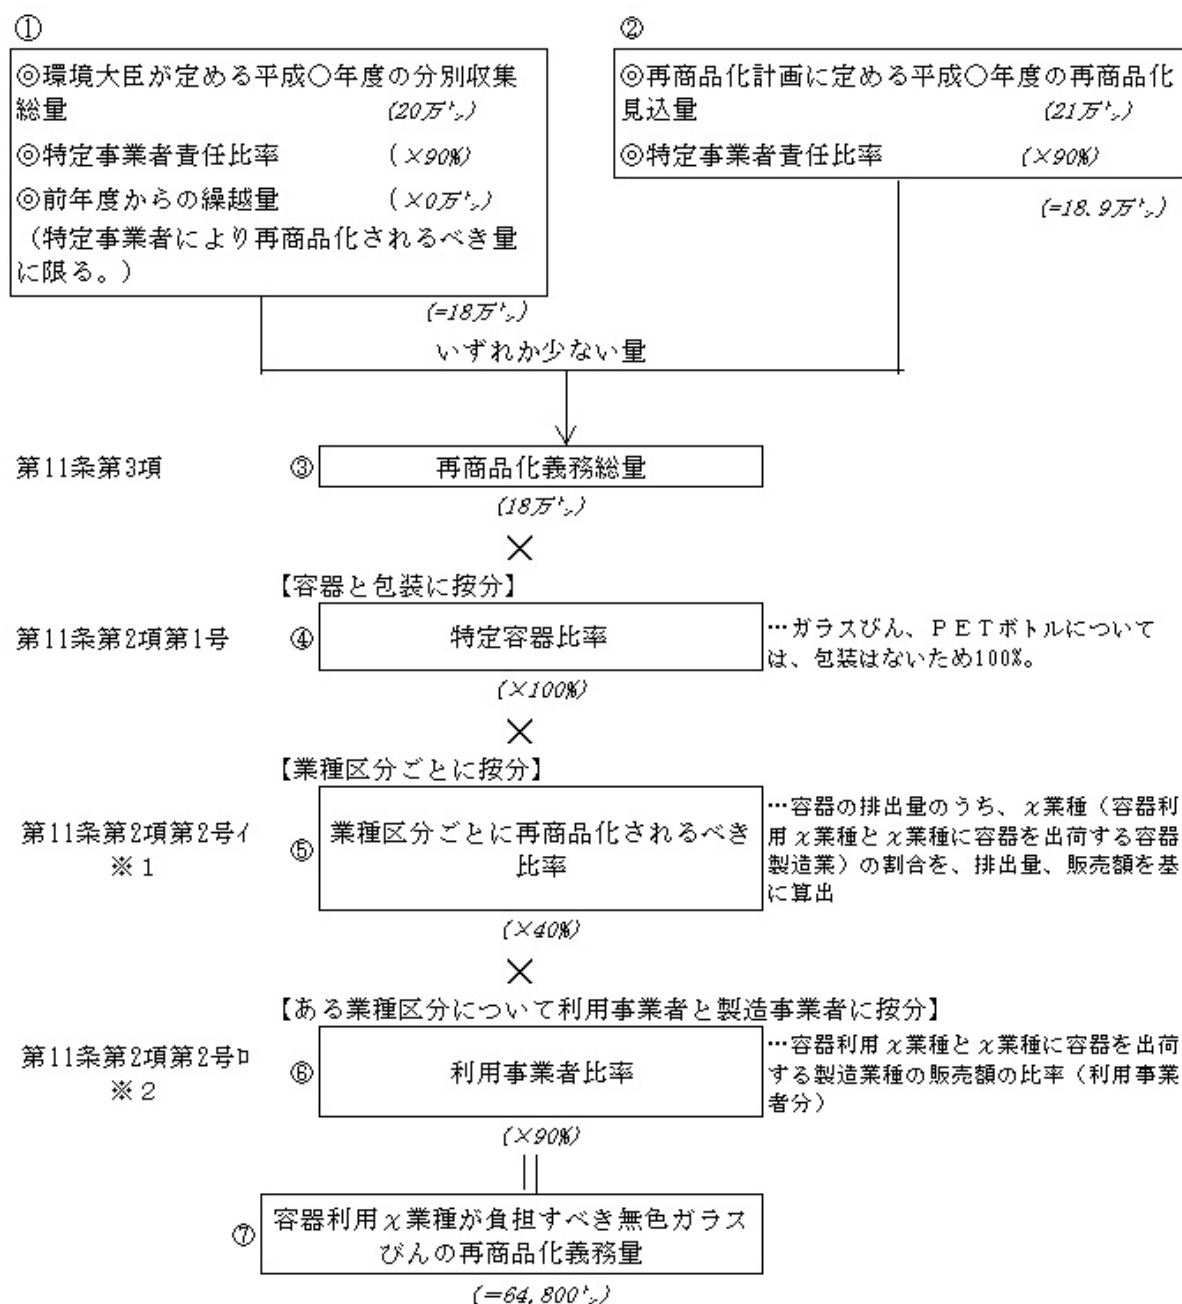 ①
◎環境大臣が定める平成○年度の分別収集
総量 (20万㌧)
◎特定事業者責任比率 (×90%)
◎前年度からの繰越量 (×0万㌧)
(特定事業者により再商品化されるべき量
に限る。)
(=18万㌧)
②
◎再商品化計画に定める平成○年度の再商品化
見込量 (21万㌧)
◎特定事業者責任比率 (×90%)
(=18.9万㌧)
いずれか少ない量
第11条第3項 ③ 再商品化義務総量
(18万㌧)
×
【容器と包装に按分】
第11条第2項第1号 ④ 特定容器比率
…ガラスびん、PETボトルについて
は、包装はないため100%。
(×100%)
×
【業種区分ごとに按分】
第11条第2項第2号イ
※1
⑤ 業種区分ごとに再商品化されるべき
比率
…容器の排出量のうち、χ業種(容器利
用χ業種とχ業種に容器を出荷する容器
製造業)の割合を、排出量、販売額を基
に算出
(×40%)
×
【ある業種区分について利用事業者と製造事業者に按分】
第11条第2項第2号ロ
※2
⑥ 利用事業者比率
…容器利用χ業種とχ業種に容器を出荷
する製造業種の販売額の比率(利用事業
者分)
(×90%)
||
⑦ 容器利用χ業種が負担すべき無色ガラス
びんの再商品化義務量
(=64,800㌧)